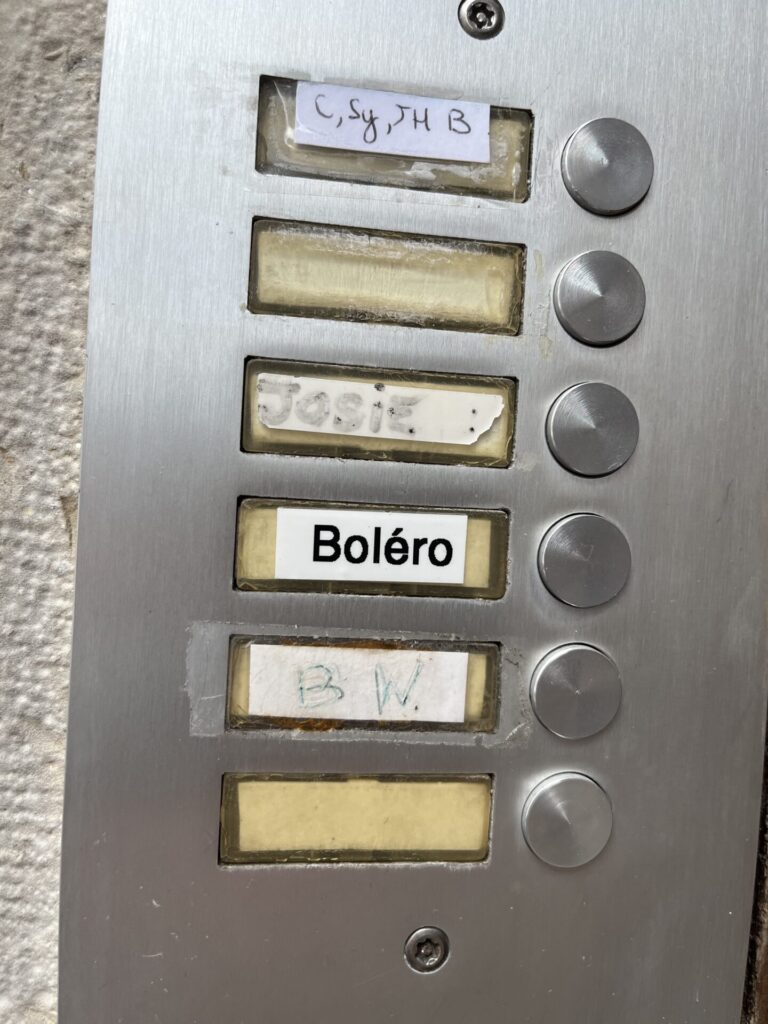 C, Sy, JH B
JOSIE
Boléro
B W